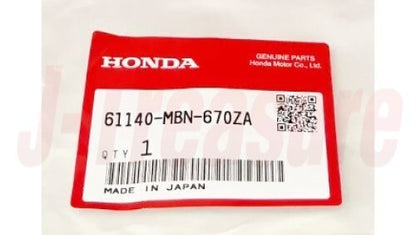 HONDA
GENUINE PARTS
Honda Motor Co., Ltd.
61140-MBN-670ZA
QTY 1
MADE IN JAPAN
J-Treasure